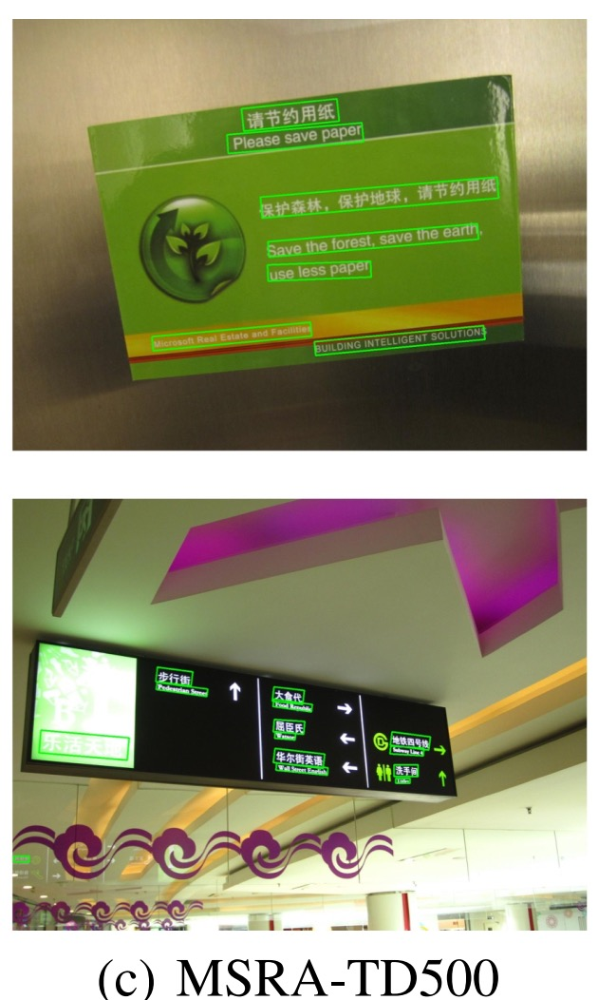 请节约用纸
Please save paper
保护森林，保护地球，请节约用纸
Save the forest, save the earth,
use less paper
Microsoft Real Estate and Facilities
BUILDING INTELLIGENT SOLUTIONS
步行街
Pedestrian Street
大食代
Food Republic
屈臣氏
Watsons
华尔街英语
Wall Street English
地铁四号线
Subway Line 4
洗手间
Toilet
乐活天地
(c) MSRA-TD500